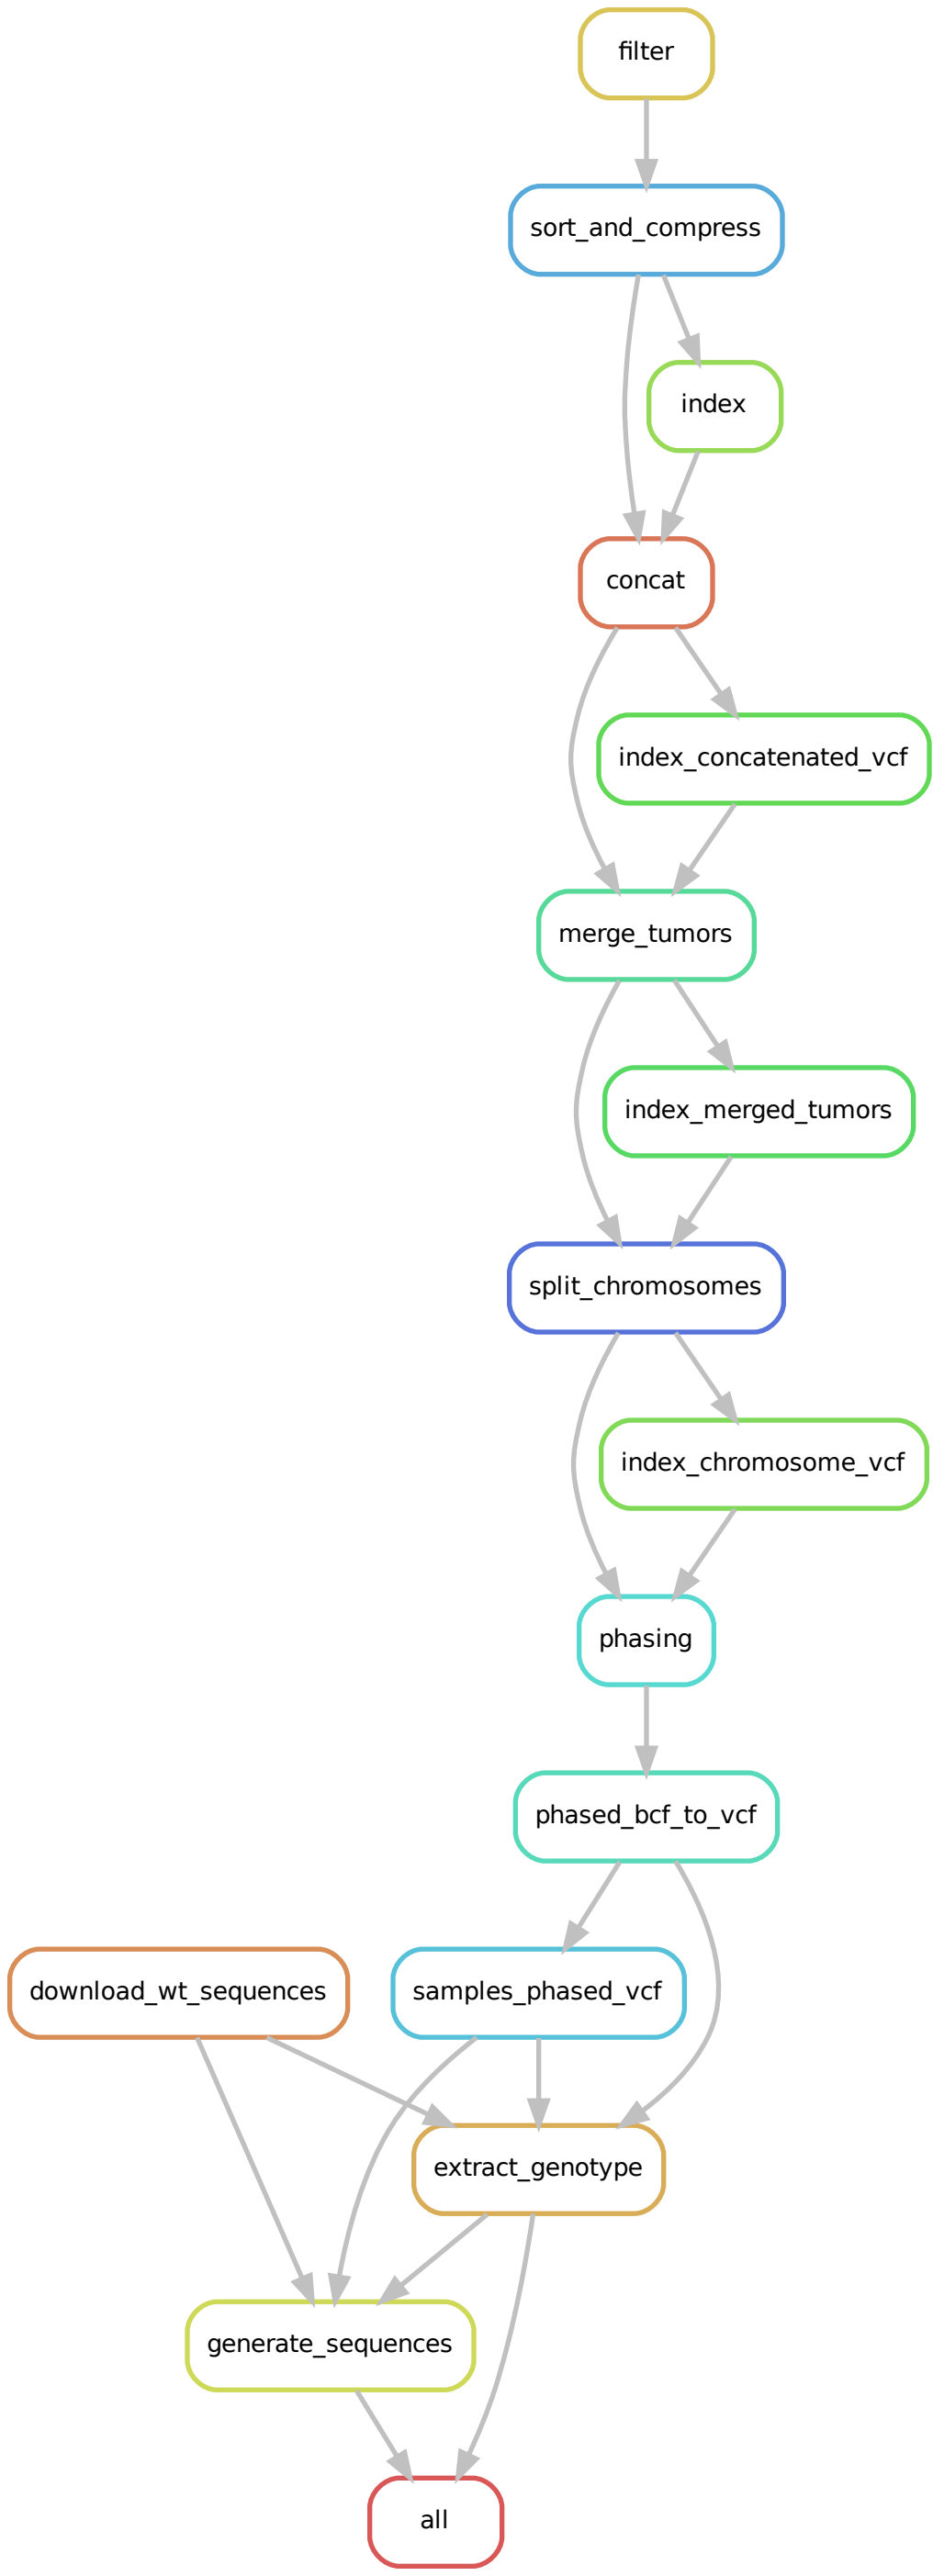 filter
sort_and_compress
index
concat
index_concatenated_vcf
merge_tumors
index_merged_tumors
split_chromosomes
index_chromosome_vcf
phasing
phased_bcf_to_vcf
download_wt_sequences
samples_phased_vcf
extract_genotype
generate_sequences
all